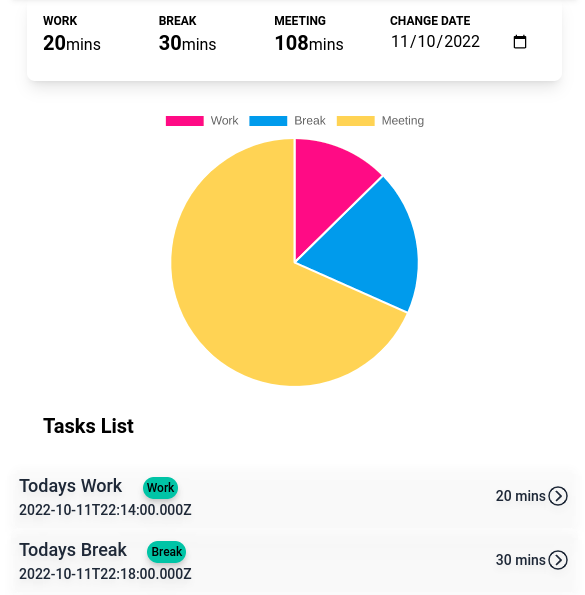 WORK BREAK MEETING CHANGE DATE
20mins 30mins 108mins 11/10/2022
Work Break Meeting
Tasks List
Todays Work Work
20 mins
2022-10-11T22:14:00.000Z
Todays Break Break
30 mins
2022-10-11T22:18:00.000Z